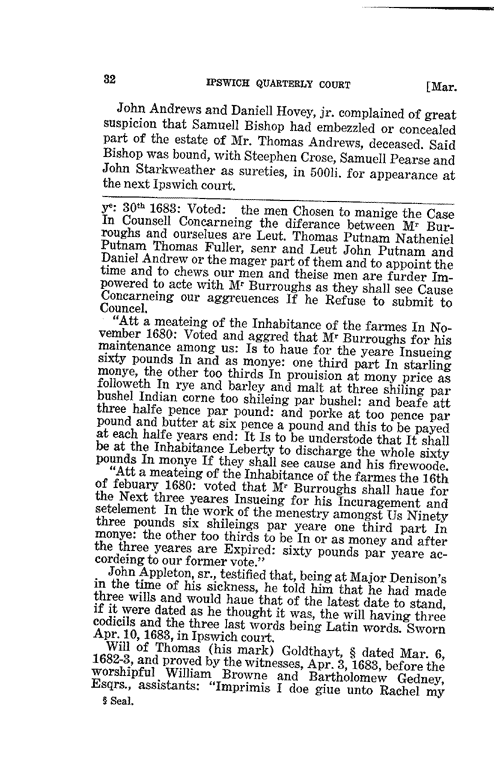 32 IPSWICH QUARTERLY COURT [Mar.
John Andrews and Daniell Hovey, jr. complained of great
suspicion that Samuell Bishop had embezzled or concealed
part of the estate of Mr. Thomas Andrews, deceased. Said
Bishop was bound, with Steephen Crose, Samuell Pearse and
John Starkweather as sureties, in 500li. for appearance at
the next Ipswich court.
yᵉ: 30ᵗʰ 1683: Voted: the men Chosen to manige the Case
In Counsell Concarneing the diferance between Mʳ Bur-
roughs and ourselues are Leut. Thomas Putnam Natheniel
Putnam Thomas Fuller, senr and Leut John Putnam and
Daniel Andrew or the mager part of them and to appoint the
time and to chews our men and theise men are furder Im-
powered to acte with Mʳ Burroughs as they shall see Cause
Concarneing our aggreuences If he Refuse to submit to
Councel.
"Att a meateing of the Inhabitance of the farmes In No-
vember 1680: Voted and aggred that Mʳ Burroughs for his
maintenance among us: Is to haue for the yeare Insueing
sixty pounds In and as monye: one third part In starling
monye, the other too thirds In prouision at mony price as
followeth In rye and barley and malt at three shiling par
bushel Indian corne too shileing par bushel: and beafe att
three halfe pence par pound: and porke at too pence par
pound and butter at six pence a pound and this to be payed
at each halfe years end: It Is to be understode that It shall
be at the Inhabitance Leberty to discharge the whole sixty
pounds In monye If they shall see cause and his firewoode.
"Att a meateing of the Inhabitance of the farmes the 16th
of febuary 1680: voted that Mʳ Burroughs shall haue for
the Next three yeares Insueing for his Incuragement and
setelement In the work of the menestry amongst Us Ninety
three pounds six shileings par yeare one third part In
monye: the other too thirds to be In or as money and after
the three yeares are Expired: sixty pounds par yeare ac-
cordeing to our former vote."
John Appleton, sr., testified that, being at Major Denison's
in the time of his sickness, he told him that he had made
three wills and would haue that of the latest date to stand,
if it were dated as he thought it was, the will having three
codicils and the three last words being Latin words. Sworn
Apr. 10, 1683, in Ipswich court.
Will of Thomas (his mark) Goldthayt, § dated Mar. 6,
1682-3, and proved by the witnesses, Apr. 3, 1683, before the
worshipful William Browne and Bartholomew Gedney,
Esqrs., assistants: "Imprimis I doe giue unto Rachel my
§ Seal.